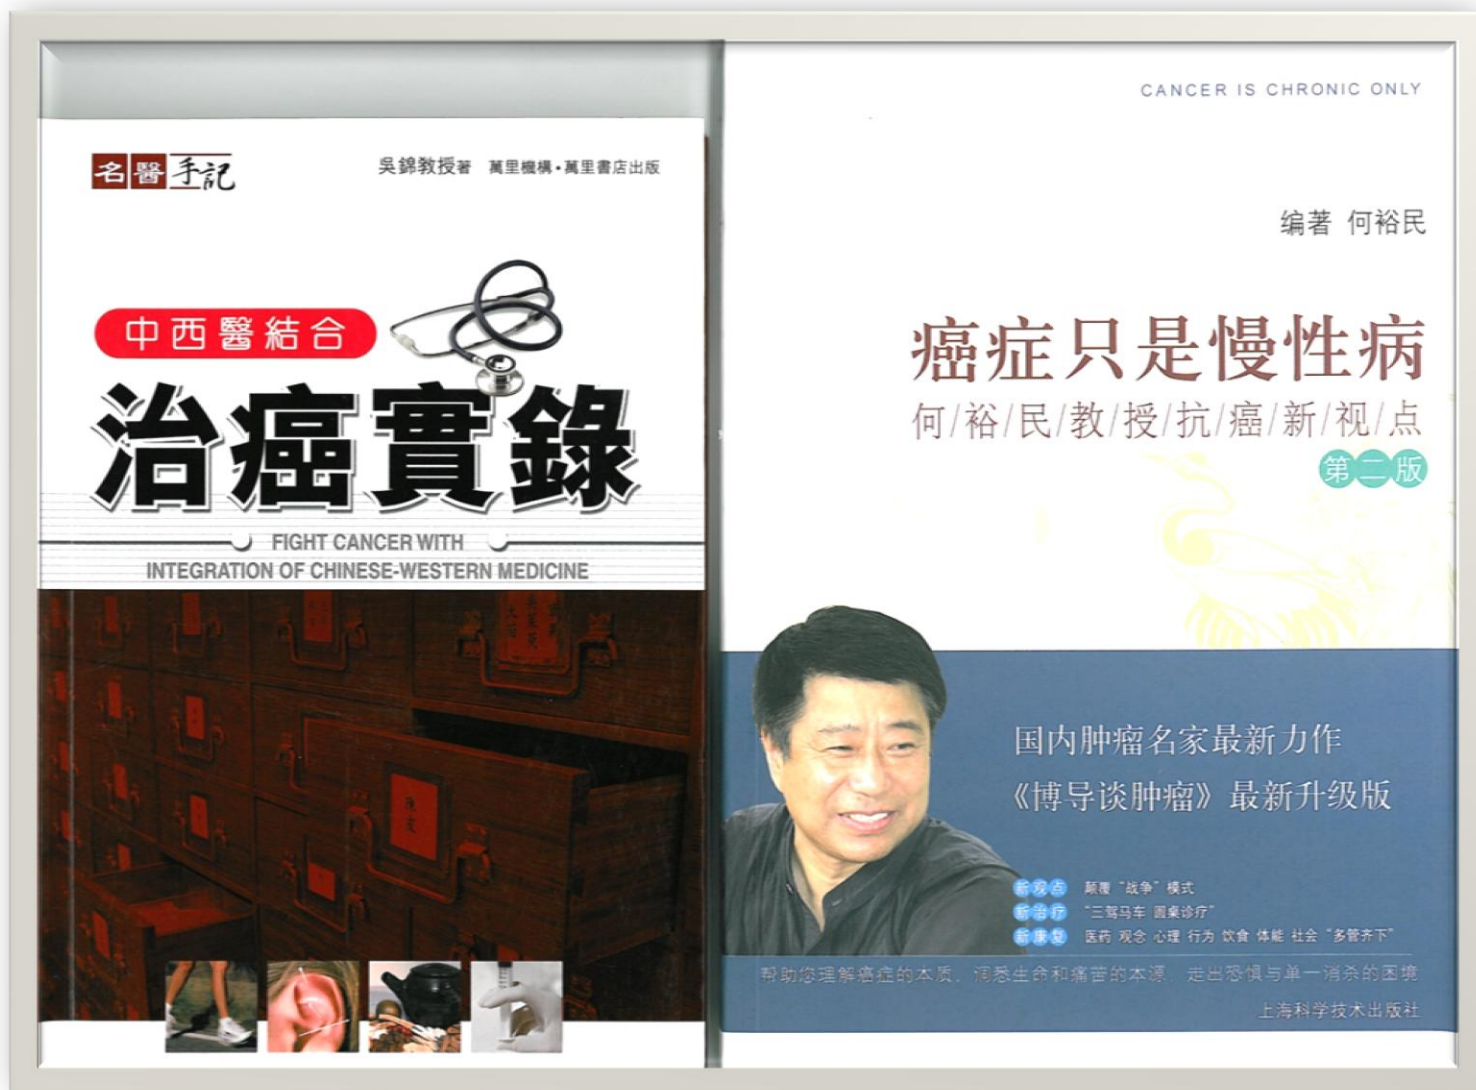 名醫手記
吳錦教授著 萬里機構・萬里書店出版
中西醫結合
治癌實錄
FIGHT CANCER WITH
INTEGRATION OF CHINESE-WESTERN MEDICINE
陳皮
CANCER IS CHRONIC ONLY
编著 何裕民
癌症只是慢性病
何/裕/民/教/授/抗/癌/新/视/点
第二版
国内肿瘤名家最新力作
《博导谈肿瘤》最新升级版
新观点 颠覆“战争”模式
新治疗 “三驾马车 圆桌诊疗”
新康复 医药 观念 心理 行为 饮食 体能 社会 “多管齐下”
帮助您理解癌症的本质，洞悉生命和痛苦的本源，走出恐惧与单一消杀的困境
上海科学技术出版社